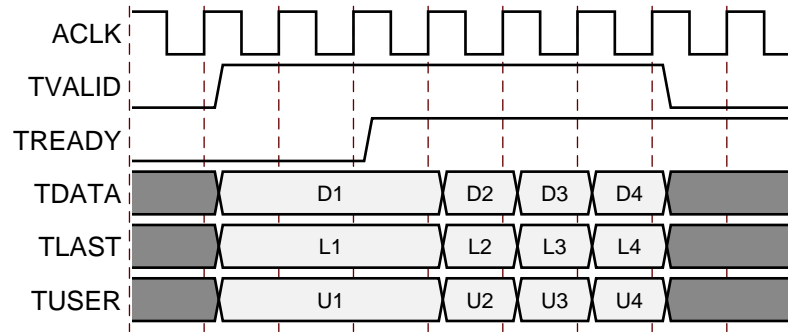 ACLK
TVALID
TREADY
TDATA D1 D2 D3 D4
TLAST L1 L2 L3 L4
TUSER U1 U2 U3 U4